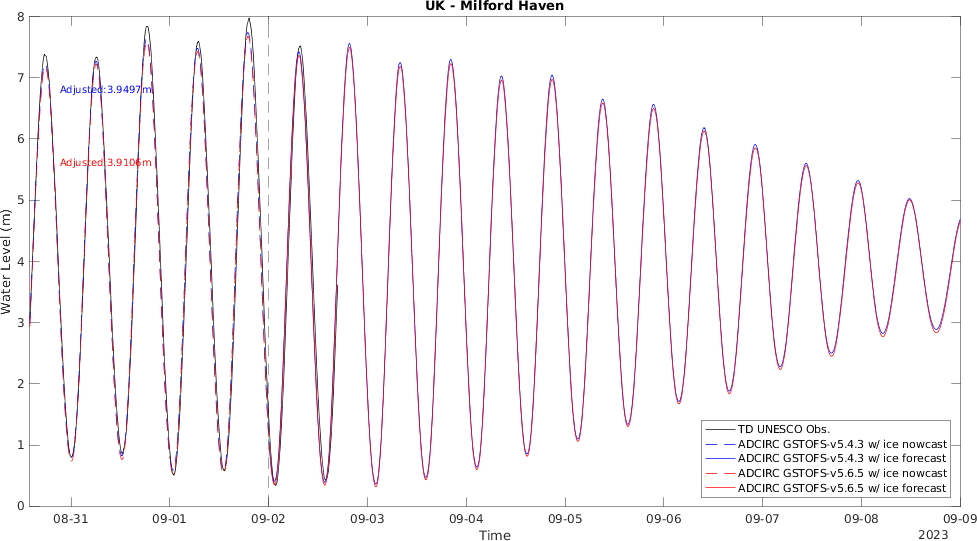 UK - Milford Haven
8
7
6
5
4
3
2
1
0
Water Level (m)
Adjusted:3.9497m
Adjusted:3.9106m
TD UNESCO Obs.
ADCIRC GSTOFS-v5.4.3 w/ ice nowcast
ADCIRC GSTOFS-v5.4.3 w/ ice forecast
ADCIRC GSTOFS-v5.6.5 w/ ice nowcast
ADCIRC GSTOFS-v5.6.5 w/ ice forecast
08-31 09-01 09-02 09-03 09-04 09-05 09-06 09-07 09-08 09-09
Time
2023